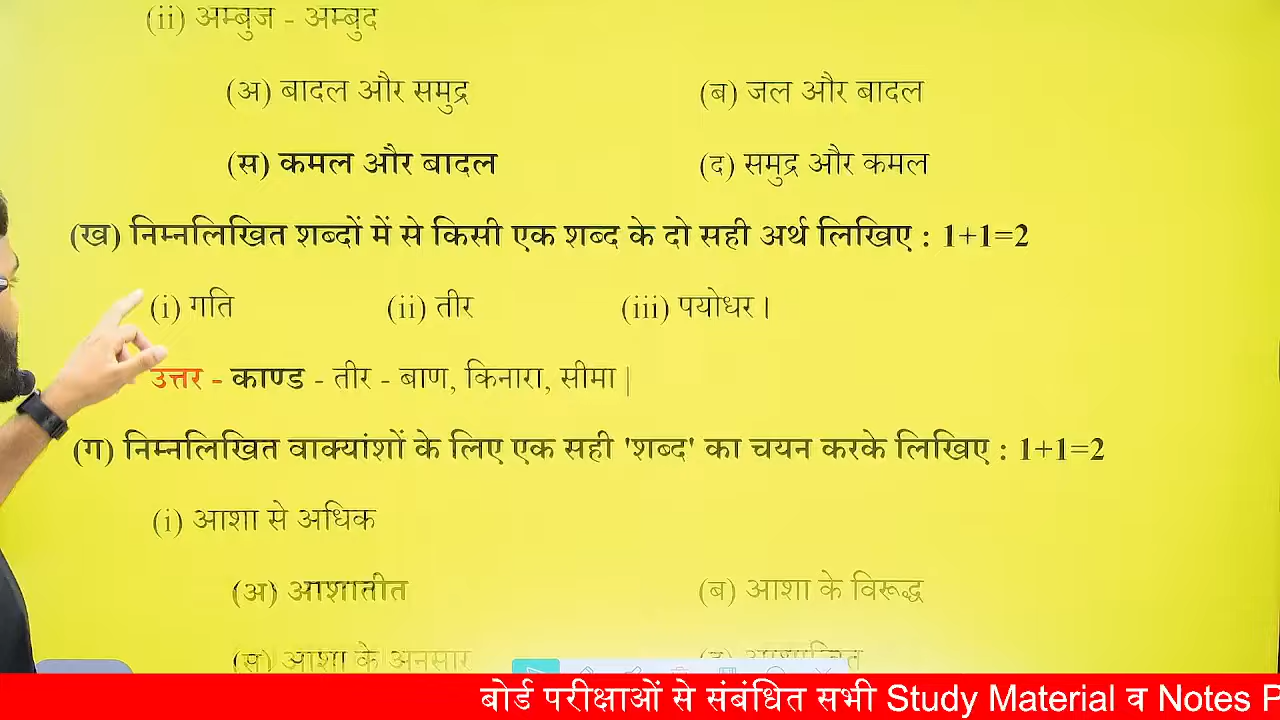 (ii) अम्बुज - अम्बुद
(अ) बादल और समुद्र (ब) जल और बादल
(स) कमल और बादल (द) समुद्र और कमल
(ख) निम्नलिखित शब्दों में से किसी एक शब्द के दो सही अर्थ लिखिए : 1+1=2
(i) गति (ii) तीर (iii) पयोधर ।
उत्तर - काण्ड - तीर - बाण, किनारा, सीमा |
(ग) निम्नलिखित वाक्यांशों के लिए एक सही 'शब्द' का चयन करके लिखिए : 1+1=2
(i) आशा से अधिक
(अ) आशातीत (ब) आशा के विरूद्ध
(स) आशा के अनुसार (द)
बोर्ड परीक्षाओं से संबंधित सभी Study Material व Notes P